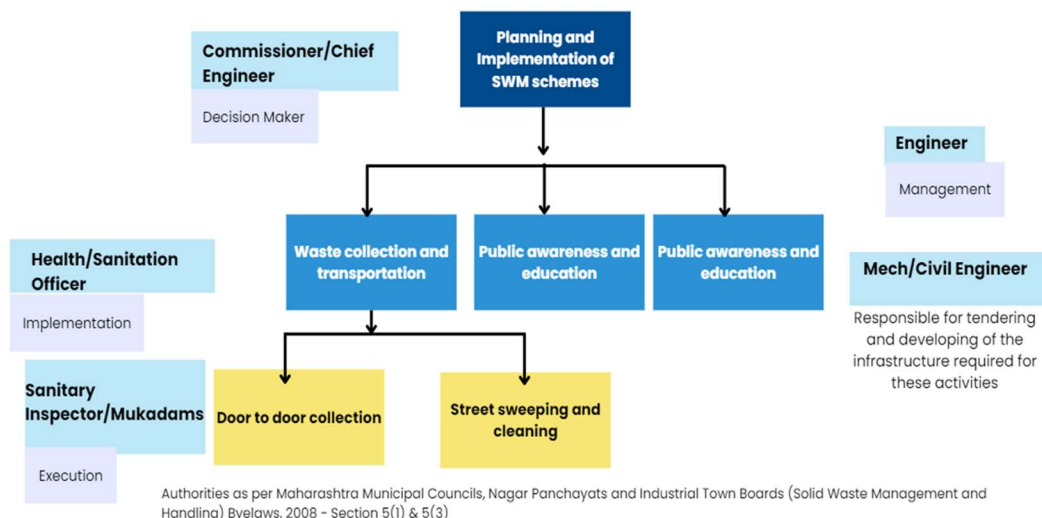 Planning and
Implementation of
SWM schemes
Commissioner/Chief
Engineer
Decision Maker
Engineer
Management
Waste collection and
transportation
Public awareness and
education
Public awareness and
education
Health/Sanitation
Officer
Implementation
Mech/Civil Engineer
Responsible for tendering
and developing of the
infrastructure required for
these activities
Sanitary
Inspector/Mukadams
Execution
Door to door collection
Street sweeping and
cleaning
Authorities as per Maharashtra Municipal Councils, Nagar Panchayats and Industrial Town Boards (Solid Waste Management and
Handling) Byelaws, 2008 - Section 5(1) & 5(3)